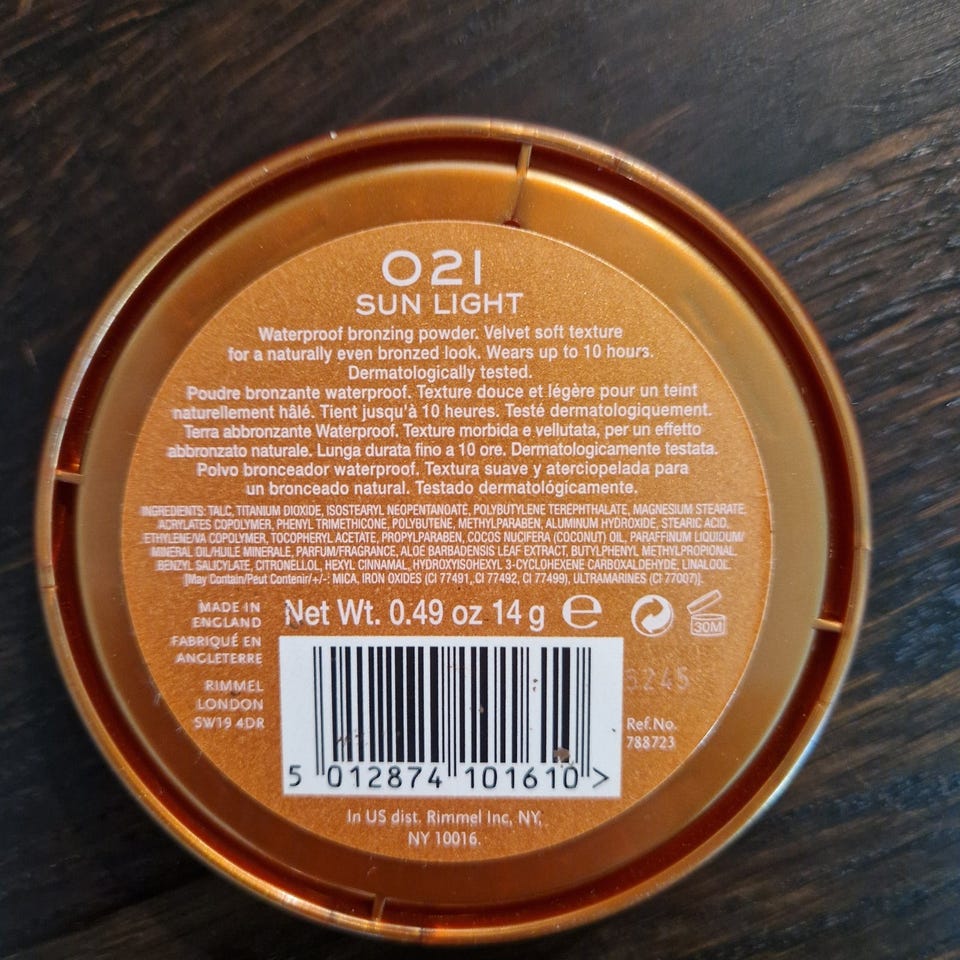 021
SUN LIGHT
Waterproof bronzing powder. Velvet soft texture
for a naturally even bronzed look. Wears up to 10 hours.
Dermatologically tested.
Poudre bronzante waterproof. Texture douce et légère pour un teint
naturellement hâlé. Tient jusqu'à 10 heures. Testé dermatologiquement.
Terra abbronzante Waterproof. Texture morbida e vellutata, per un effetto
abbronzato naturale. Lunga durata fino a 10 ore. Dermatologicamente testata.
Polvo bronceador waterproof. Textura suave y aterciopelada para
un bronceado natural. Testado dermatológicamente.
INGREDIENTS: TALC, TITANIUM DIOXIDE, ISOSTEARYL NEOPENTANOATE, POLYBUTYLENE TEREPHTHALATE, MAGNESIUM STEARATE,
ACRYLATES COPOLYMER, PHENYL TRIMETHICONE, POLYBUTENE, METHYLPARABEN, ALUMINUM HYDROXIDE, STEARIC ACID,
ETHYLENE/VA COPOLYMER, TOCOPHERYL ACETATE, PROPYLPARABEN, COCOS NUCIFERA (COCONUT) OIL, PARAFFINUM LIQUIDUM/
MINERAL OIL/HUILE MINERALE, PARFUM/FRAGRANCE, ALOE BARBADENSIS LEAF EXTRACT, BUTYLPHENYL METHYLPROPIONAL,
BENZYL SALICYLATE, CITRONELLOL, HEXYL CINNAMAL, HYDROXYISOHEXYL 3-CYCLOHEXENE CARBOXALDEHYDE, LINALOOL.
[May Contain/Peut Contenir/+/-: MICA, IRON OXIDES (CI 77491, CI 77492, CI 77499), ULTRAMARINES (CI 77007)].
MADE IN
ENGLAND
FABRIQUÉ EN
ANGLETERRE
RIMMEL
LONDON
SW19 4DR
Net Wt. 0.49 oz 14 g e
30M
5245
Ref.No.
788723
5 012874 101610 >
In US dist. Rimmel Inc, NY,
NY 10016.